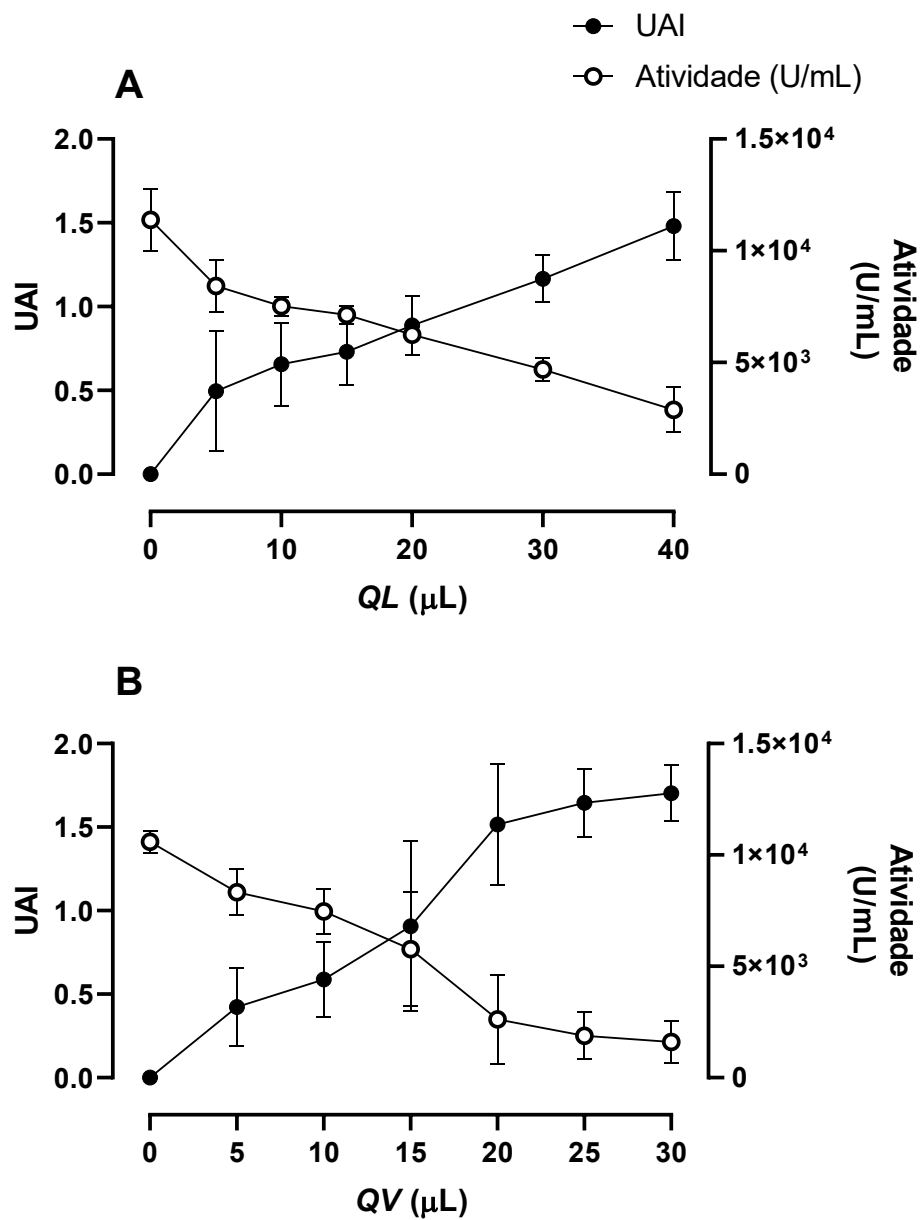 UAI
Atividade (U/mL)
A
2.0
1.5
1.0
0.5
0.0
UAI
1.5×10⁴
1×10⁴
5×10³
0
Atividade
(U/mL)
0 10 20 30 40
QL (μL)
B
2.0
1.5
1.0
0.5
0.0
UAI
1.5×10⁴
1×10⁴
5×10³
0
Atividade
(U/mL)
0 5 10 15 20 25 30
QV (μL)